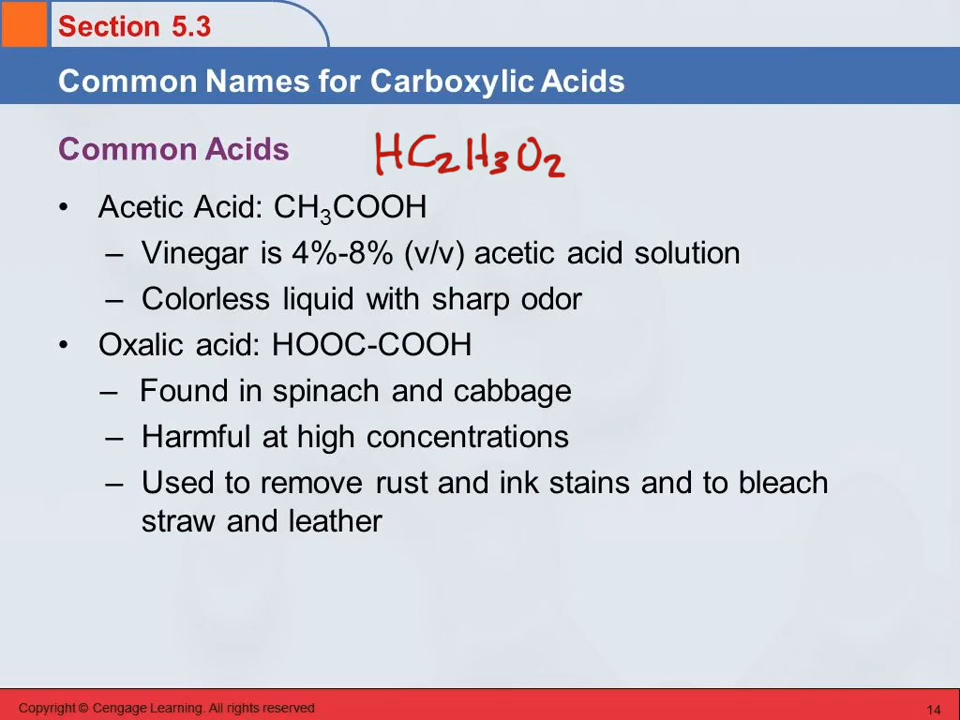 Section 5.3
Common Names for Carboxylic Acids
Common Acids HC₂H₃O₂
• Acetic Acid: CH₃COOH
– Vinegar is 4%-8% (v/v) acetic acid solution
– Colorless liquid with sharp odor
• Oxalic acid: HOOC-COOH
– Found in spinach and cabbage
– Harmful at high concentrations
– Used to remove rust and ink stains and to bleach
straw and leather
Copyright © Cengage Learning. All rights reserved 14